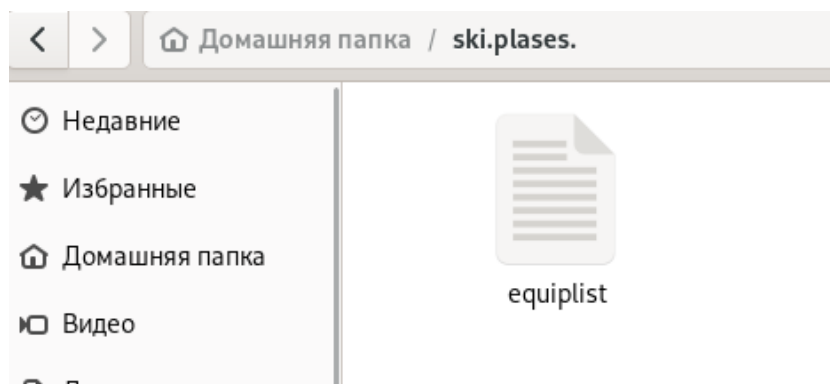 Домашняя папка / ski.plases.
Недавние
Избранные
Домашняя папка
Видео
equiplist